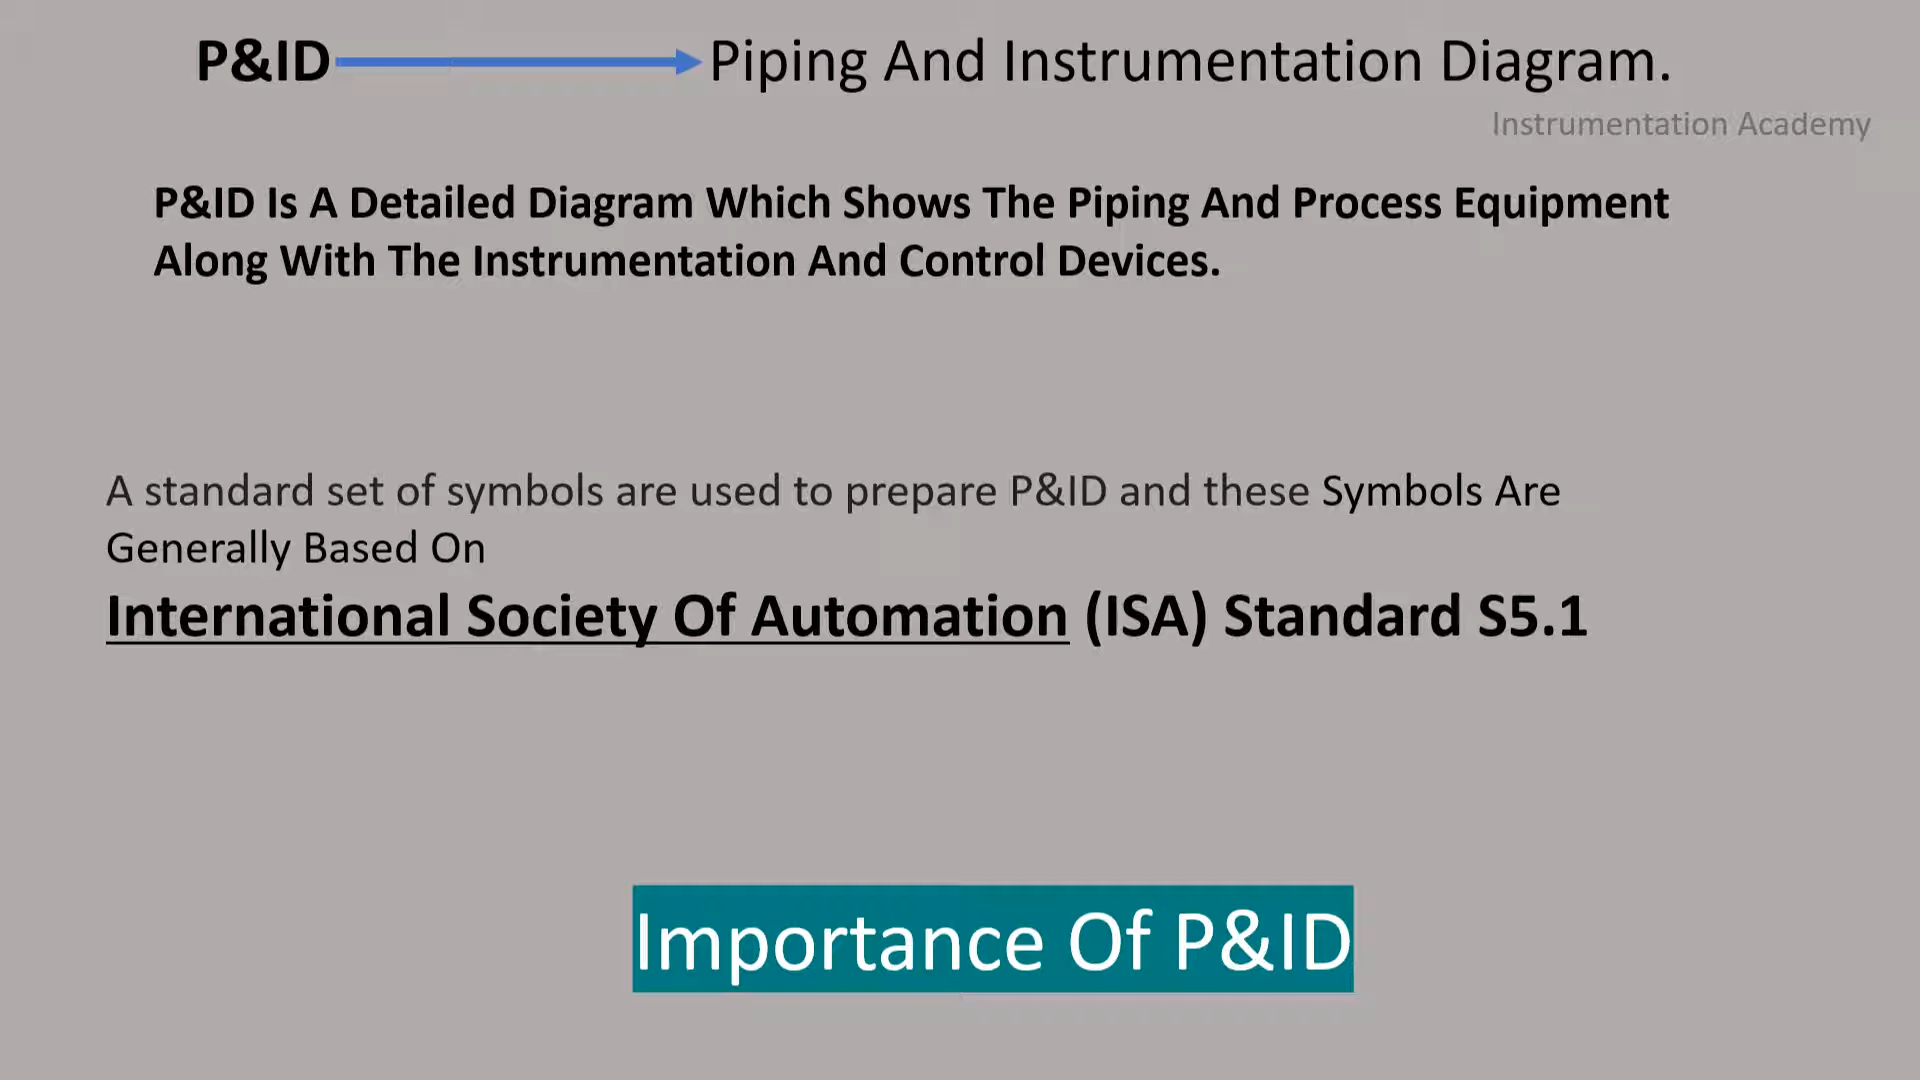 P&ID Piping And Instrumentation Diagram.
Instrumentation Academy
P&ID Is A Detailed Diagram Which Shows The Piping And Process Equipment
Along With The Instrumentation And Control Devices.
A standard set of symbols are used to prepare P&ID and these Symbols Are
Generally Based On
International Society Of Automation (ISA) Standard S5.1
Importance Of P&ID